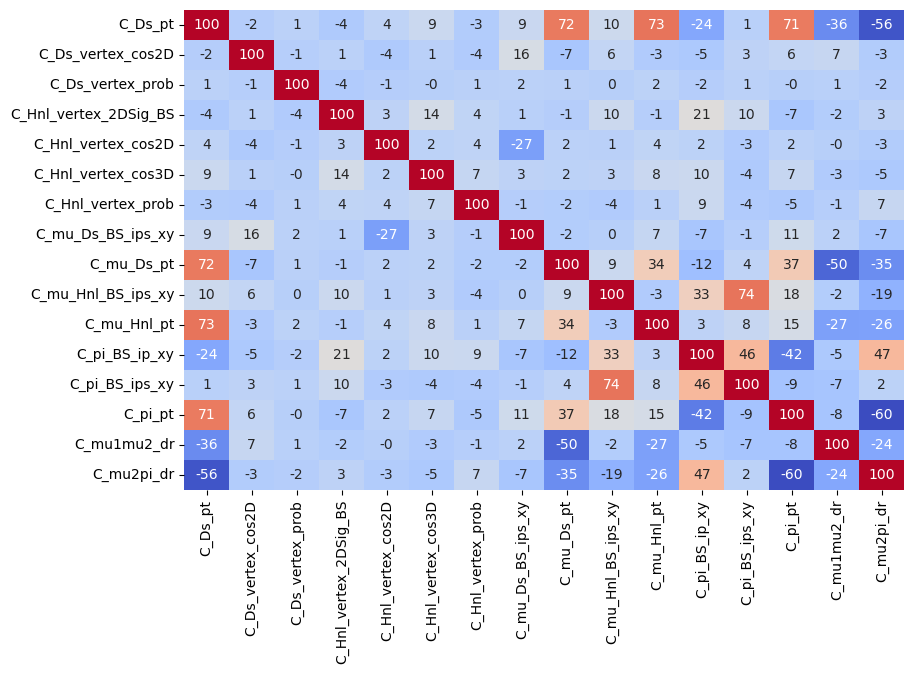 C_Ds_pt 100 -2 1 -4 4 9 -3 9 72 10 73 -24 1 71 -36 -56
C_Ds_vertex_cos2D -2 100 -1 1 -4 1 -4 16 -7 6 -3 -5 3 6 7 -3
C_Ds_vertex_prob 1 -1 100 -4 -1 -0 1 2 1 0 2 -2 1 -0 1 -2
C_Hnl_vertex_2DSig_BS -4 1 -4 100 3 14 4 1 -1 10 -1 21 10 -7 -2 3
C_Hnl_vertex_cos2D 4 -4 -1 3 100 2 4 -27 2 1 4 2 -3 2 -0 -3
C_Hnl_vertex_cos3D 9 1 -0 14 2 100 7 3 2 3 8 10 -4 7 -3 -5
C_Hnl_vertex_prob -3 -4 1 4 4 7 100 -1 -2 -4 1 9 -4 -5 -1 7
C_mu_Ds_BS_ips_xy 9 16 2 1 -27 3 -1 100 -2 0 7 -7 -1 11 2 -7
C_mu_Ds_pt 72 -7 1 -1 2 2 -2 -2 100 9 34 -12 4 37 -50 -35
C_mu_Hnl_BS_ips_xy 10 6 0 10 1 3 -4 0 9 100 -3 33 74 18 -2 -19
C_mu_Hnl_pt 73 -3 2 -1 4 8 1 7 34 -3 100 3 8 15 -27 -26
C_pi_BS_ip_xy -24 -5 -2 21 2 10 9 -7 -12 33 3 100 46 -42 -5 47
C_pi_BS_ips_xy 1 3 1 10 -3 -4 -4 -1 4 74 8 46 100 -9 -7 2
C_pi_pt 71 6 -0 -7 2 7 -5 11 37 18 15 -42 -9 100 -8 -60
C_mu1mu2_dr -36 7 1 -2 -0 -3 -1 2 -50 -2 -27 -5 -7 -8 100 -24
C_mu2pi_dr -56 -3 -2 3 -3 -5 7 -7 -35 -19 -26 47 2 -60 -24 100
C_Ds_pt
C_Ds_vertex_cos2D
C_Ds_vertex_prob
C_Hnl_vertex_2DSig_BS
C_Hnl_vertex_cos2D
C_Hnl_vertex_cos3D
C_Hnl_vertex_prob
C_mu_Ds_BS_ips_xy
C_mu_Ds_pt
C_mu_Hnl_BS_ips_xy
C_mu_Hnl_pt
C_pi_BS_ip_xy
C_pi_BS_ips_xy
C_pi_pt
C_mu1mu2_dr
C_mu2pi_dr